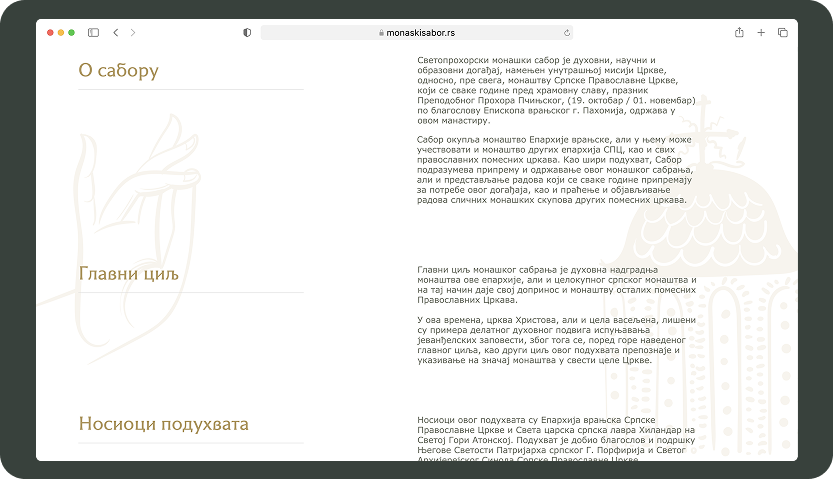 monaskisabor.rs
О сабору
Светопрохорски монашки сабор је духовни, научни и
образовни догађај, намењен унутрашњој мисији Цркве,
односно, пре свега, монаштву Српске Православне Цркве,
који се сваке године пред храмовну славу, празник
Преподобног Прохора Пчињског, (19. октобар / 01. новембар)
по благослову Епископа врањског г. Пахомија, одржава у
овом манастиру.
Сабор окупља монаштво Епархије врањске, али у њему може
учествовати и монаштво других епархија СПЦ, као и свих
православних помесних цркава. Као шири подухват, Сабор
подразумева припрему и одржавање овог монашког сабрања,
али и представљање радова који се сваке године припремају
за потребе овог догађаја, као и праћење и објављивање
радова сличних монашких скупова других помесних цркава.
Главни циљ
Главни циљ монашког сабрања је духовна надградња
монаштва ове епархије, али и целокупног српског монаштва и
на тај начин даје свој допринос и монаштву осталих помесних
Православних Цркава.
У ова времена, црква Христова, али и цела васељена, лишени
су примера делатног духовног подвига испуњавања
јеванђелских заповести, због тога се, поред горе наведеног
главног циља, као други циљ овог подухвата препознаје и
указивање на значај монаштва у свести целе Цркве.
Носиоци подухвата
Носиоци овог подухвата су Епархија врањска Српске
Православне Цркве и Света царска српска лавра Хиландар на
Светој Гори Атонској. Подухват је добио благослов и подршку
Његове Светости Патријарха српског Г. Порфирија и Светог
Архијерејског Синода Српске Православне Цркве